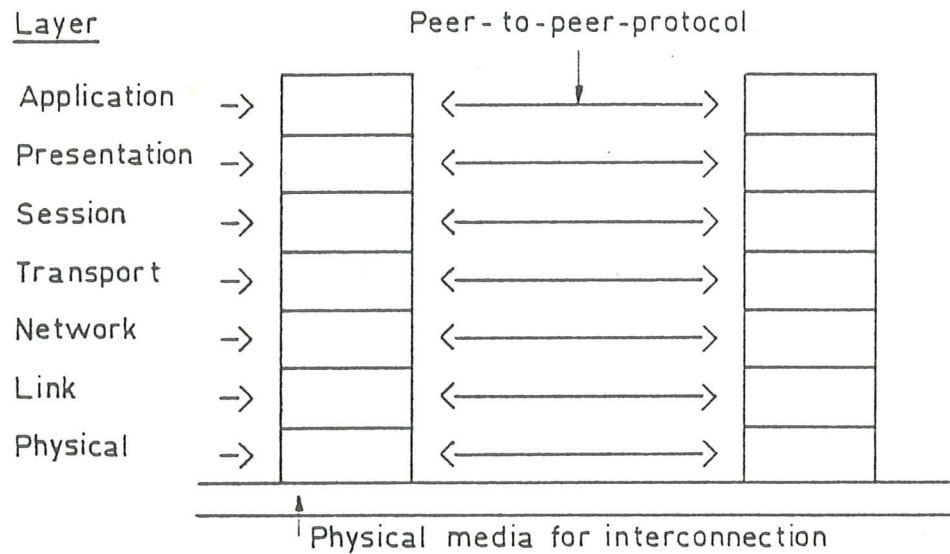 Layer
Peer-to-peer-protocol
Application
Presentation
Session
Transport
Network
Link
Physical
Physical media for interconnection